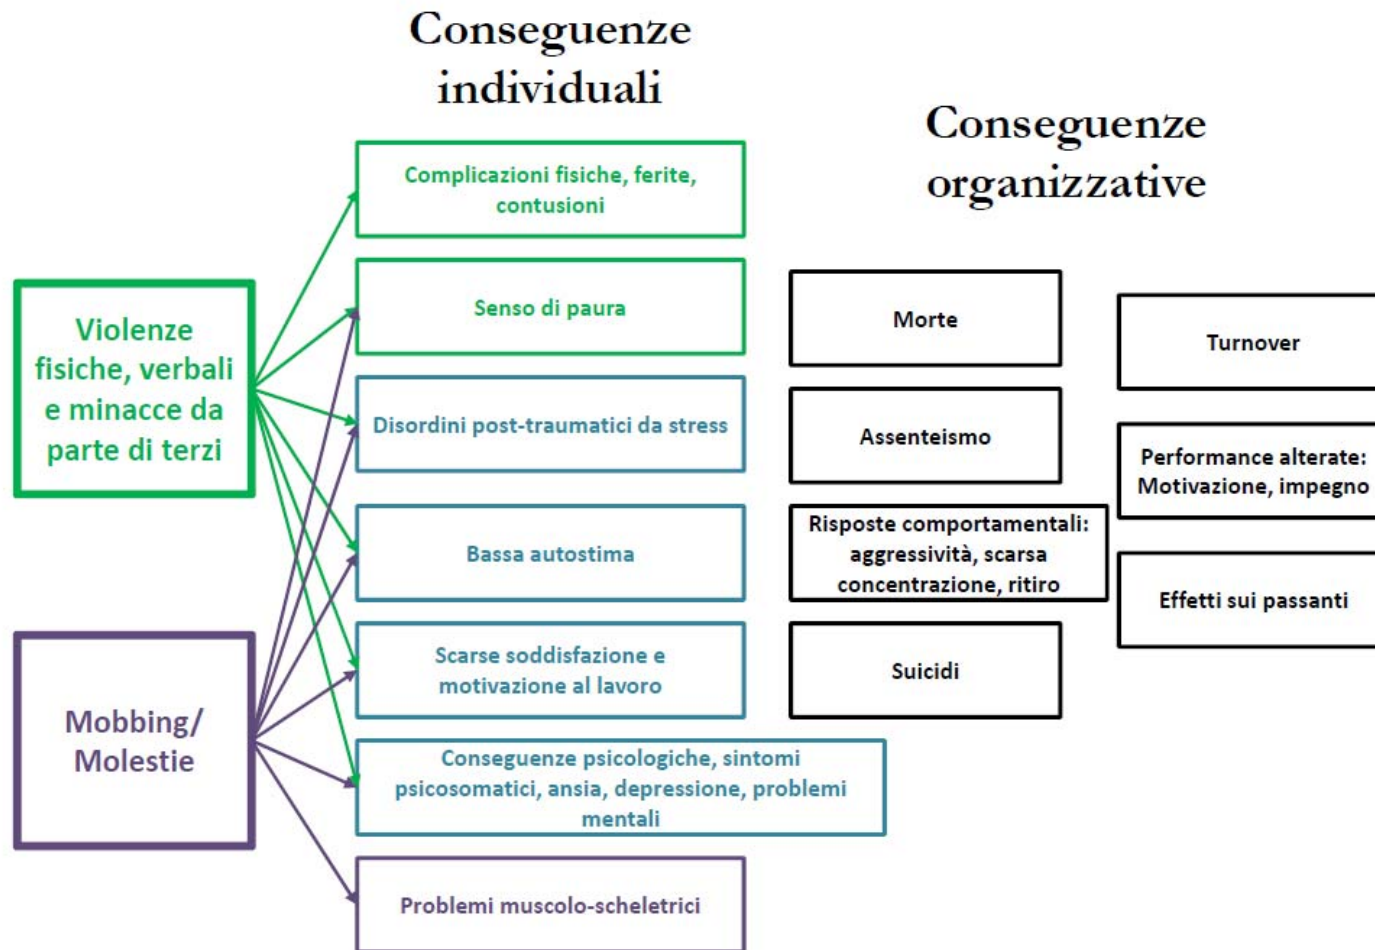 Conseguenze
individuali
Conseguenze
organizzative
Violenze
fisiche, verbali
e minacce da
parte di terzi
Mobbing/
Molestie
Complicazioni fisiche, ferite,
contusioni
Senso di paura
Disordini post-traumatici da stress
Bassa autostima
Scarse soddisfazione e
motivazione al lavoro
Conseguenze psicologiche, sintomi
psicosomatici, ansia, depressione, problemi
mentali
Problemi muscolo-scheletrici
Morte
Assenteismo
Risposte comportamentali:
aggressività, scarsa
concentrazione, ritiro
Suicidi
Turnover
Performance alterate:
Motivazione, impegno
Effetti sui passanti